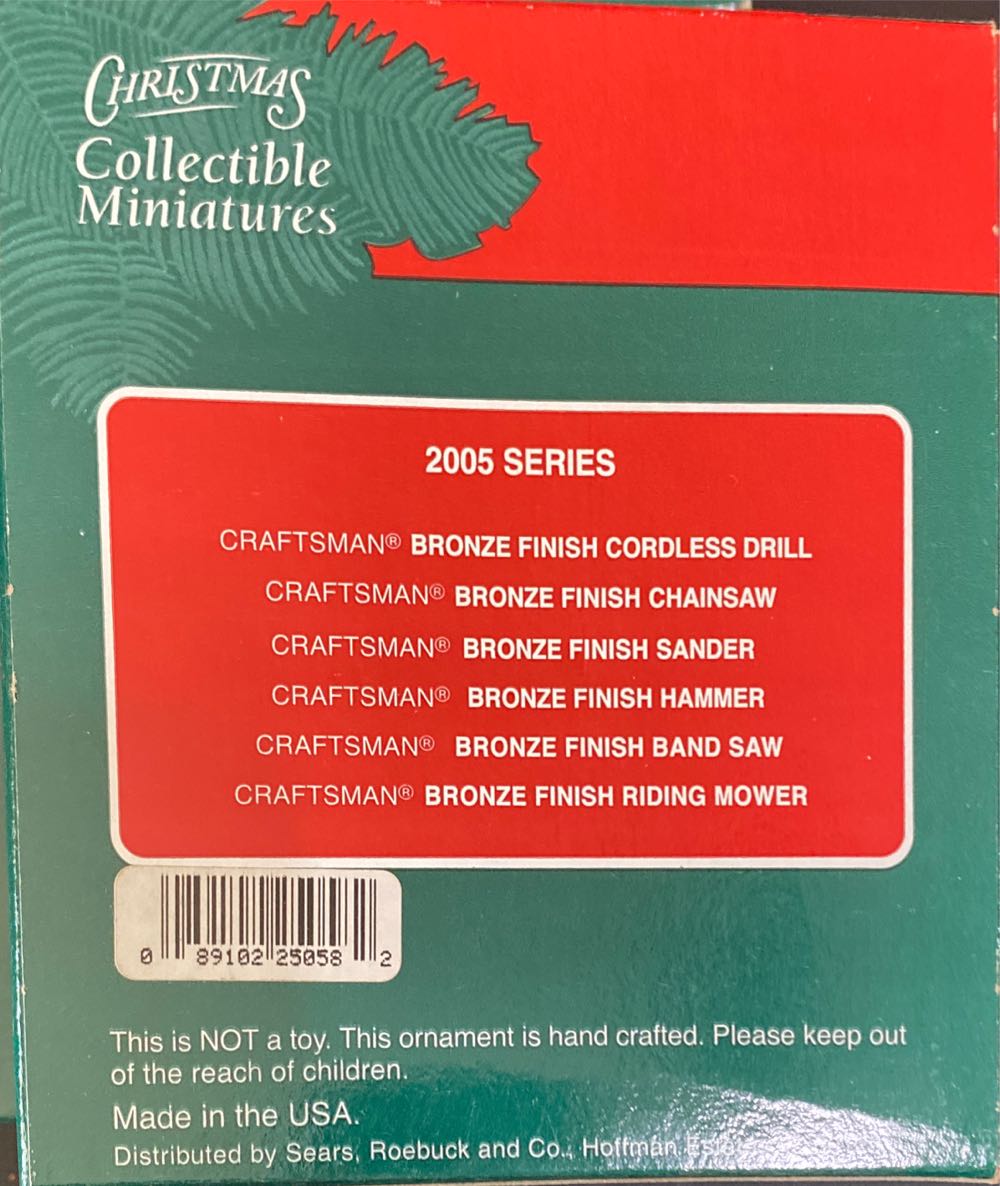 CHRISTMAS
Collectible
Miniatures
2005 SERIES
CRAFTSMAN® BRONZE FINISH CORDLESS DRILL
CRAFTSMAN® BRONZE FINISH CHAINSAW
CRAFTSMAN® BRONZE FINISH SANDER
CRAFTSMAN® BRONZE FINISH HAMMER
CRAFTSMAN® BRONZE FINISH BAND SAW
CRAFTSMAN® BRONZE FINISH RIDING MOWER
0 89102 25058 2
This is NOT a toy. This ornament is hand crafted. Please keep out
of the reach of children.
Made in the USA.
Distributed by Sears, Roebuck and Co., Hoffman